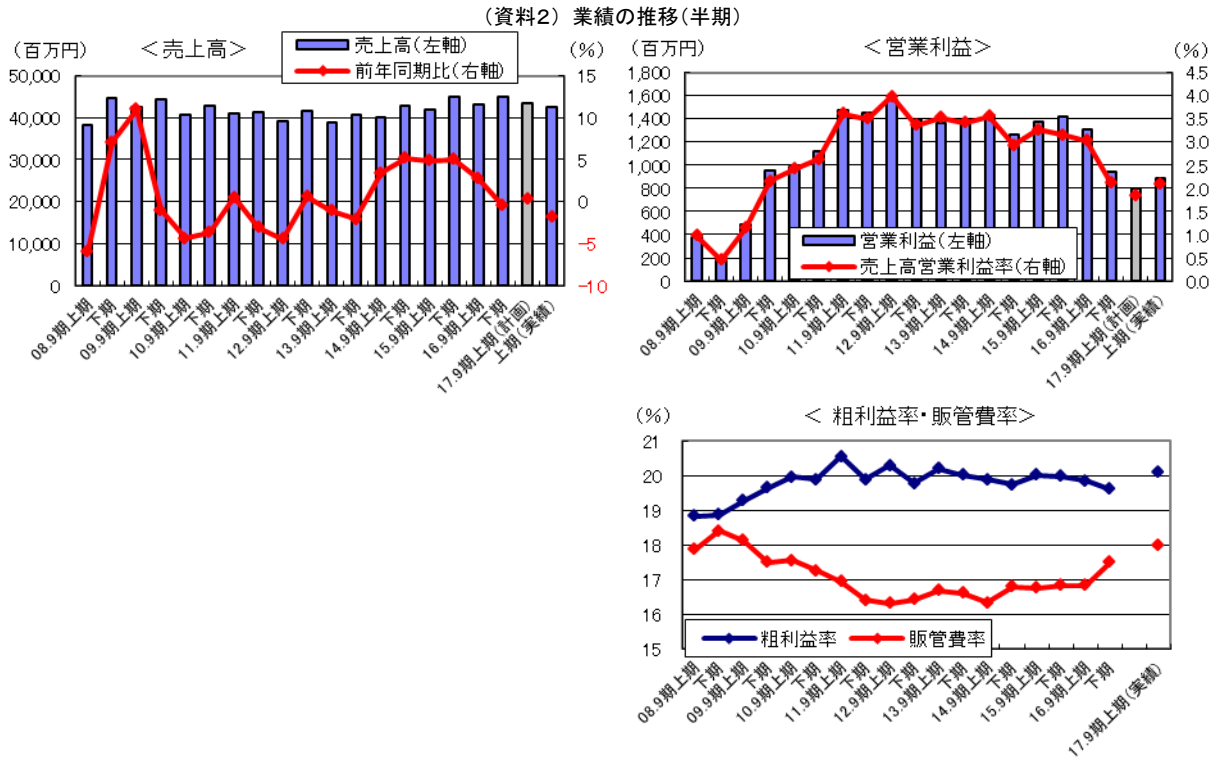 （資料２） 業績の推移（半期）
（百万円）
＜売上高＞
売上高（左軸）
前年同期比（右軸）
（%）
50,000
40,000
30,000
20,000
10,000
0
15
10
5
0
−5
−10
08.9期上期
下期
09.9期上期
下期
10.9期上期
下期
11.9期上期
下期
12.9期上期
下期
13.9期上期
下期
14.9期上期
下期
15.9期上期
下期
16.9期上期
下期
17.9期上期（計画）
上期（実績）
（百万円）
＜営業利益＞
（%）
1,800
1,600
1,400
1,200
1,000
800
600
400
200
0
4.5
4.0
3.5
3.0
2.5
2.0
1.5
1.0
0.5
0.0
営業利益（左軸）
売上高営業利益率（右軸）
08.9期上期
下期
09.9期上期
下期
10.9期上期
下期
11.9期上期
下期
12.9期上期
下期
13.9期上期
下期
14.9期上期
下期
15.9期上期
下期
16.9期上期
下期
17.9期上期（計画）
上期（実績）
（%）
＜ 粗利益率・販管費率＞
21
20
19
18
17
16
15
粗利益率
販管費率
08.9期上期
下期
09.9期上期
下期
10.9期上期
下期
11.9期上期
下期
12.9期上期
下期
13.9期上期
下期
14.9期上期
下期
15.9期上期
下期
16.9期上期
下期
17.9期上期（実績）